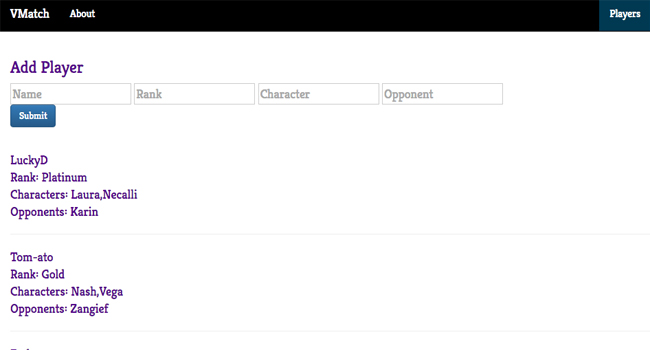 VMatch About Players
Add Player
Name Rank Character Opponent
Submit
LuckyD
Rank: Platinum
Characters: Laura,Necalli
Opponents: Karin
Tom-ato
Rank: Gold
Characters: Nash,Vega
Opponents: Zangief